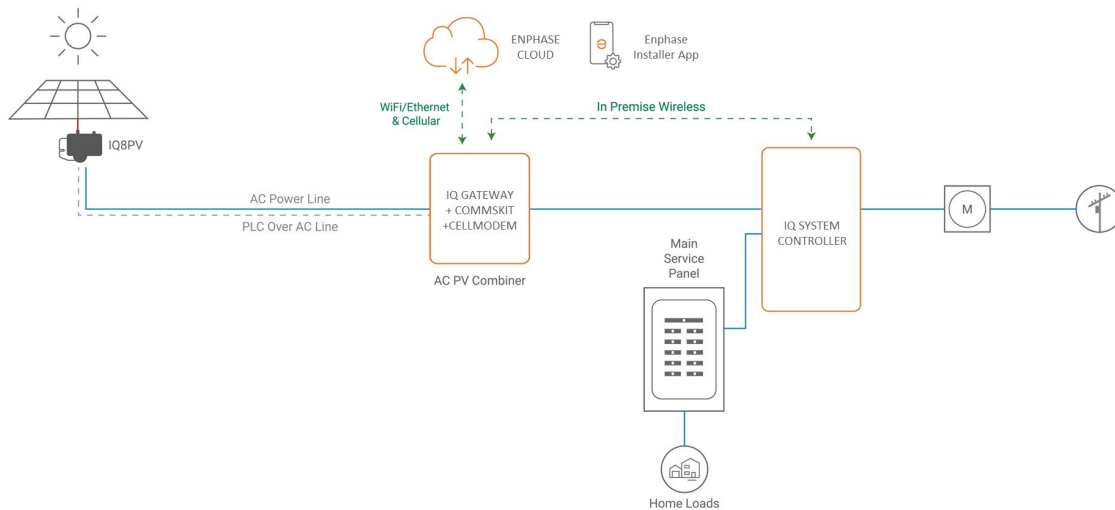 ENPHASE
CLOUD
Enphase
Installer App
WiFi/Ethernet
& Cellular
In Premise Wireless
IQ8PV
AC Power Line
PLC Over AC Line
IQ GATEWAY
+ COMMSKIT
+CELLMODEM
AC PV Combiner
IQ SYSTEM
CONTROLLER
M
Main
Service
Panel
Home Loads